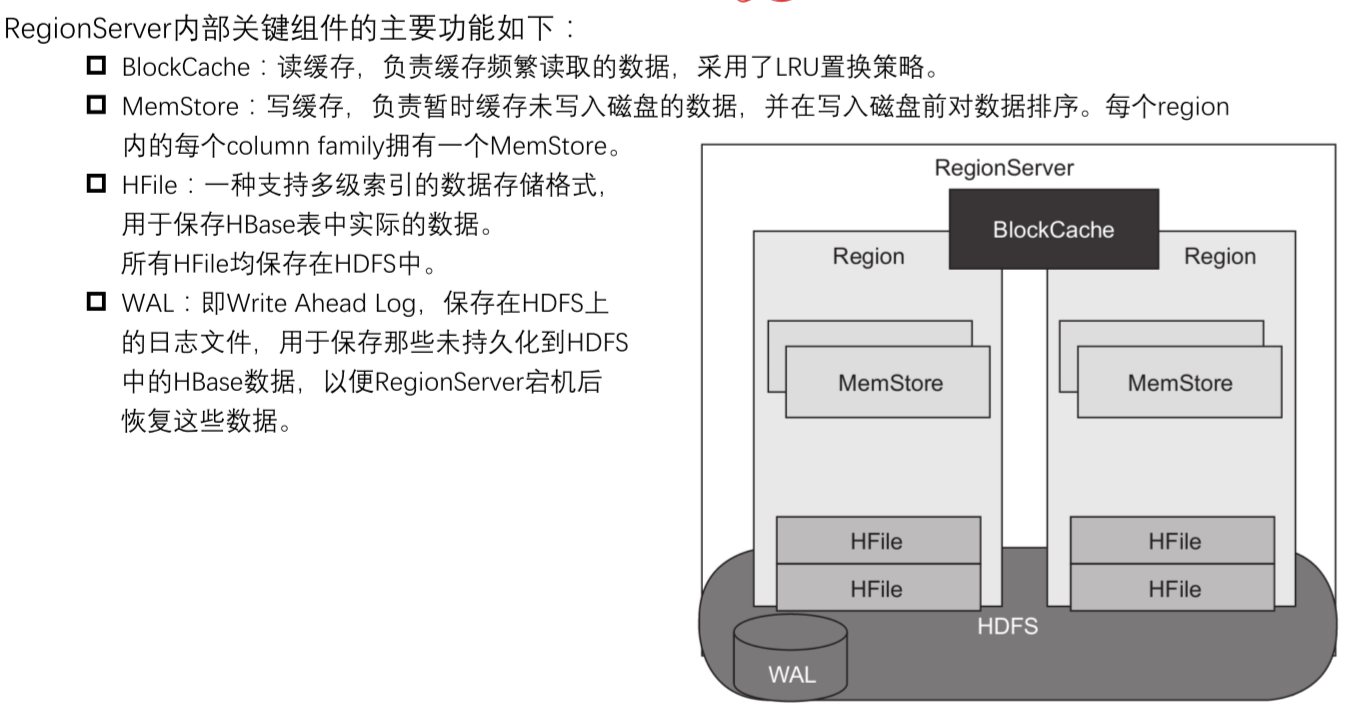 RegionServer内部关键组件的主要功能如下：
BlockCache：读缓存，负责缓存频繁读取的数据，采用了LRU置换策略。
MemStore：写缓存，负责暂时缓存未写入磁盘的数据，并在写入磁盘前对数据排序。每个region
内的每个column family拥有一个MemStore。
HFile：一种支持多级索引的数据存储格式，
用于保存HBase表中实际的数据。
所有HFile均保存在HDFS中。
WAL：即Write Ahead Log，保存在HDFS上
的日志文件，用于保存那些未持久化到HDFS
中的HBase数据，以便RegionServer宕机后
恢复这些数据。
RegionServer
BlockCache
Region
Region
MemStore
MemStore
HFile
HFile
HFile
HFile
HDFS
WAL